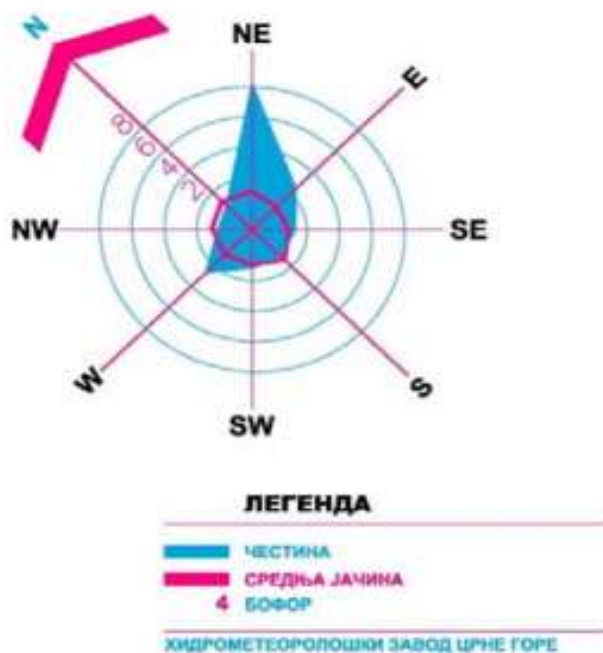 N
NE
E
8
6
4
2
NW
SE
W
S
SW
ЛЕГЕНДА
ЧЕСТИНА
СРЕДЊА ЈАЧИНА
4 БОФОР
ХИДРОМЕТЕОРОЛОШКИ ЗАВОД ЦРНЕ ГОРЕ